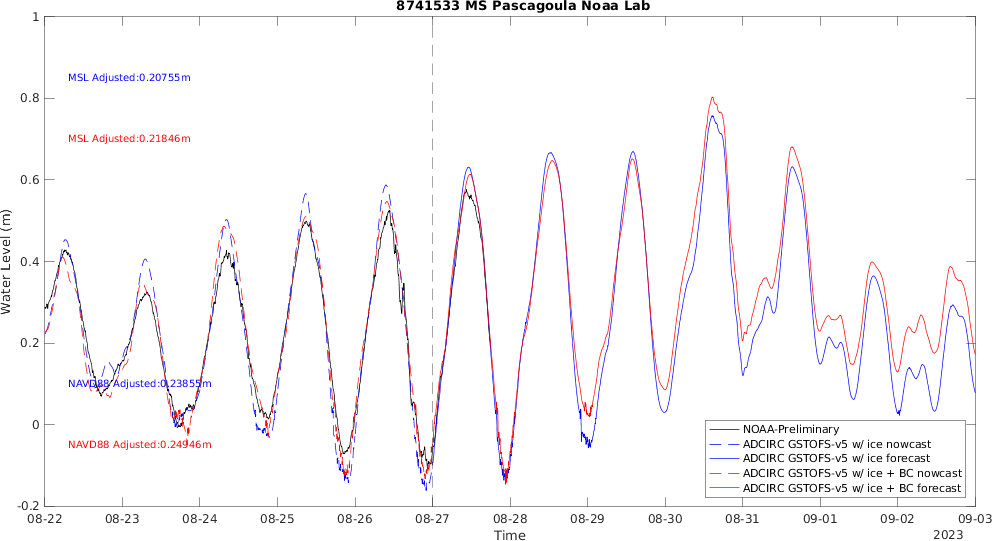 8741533 MS Pascagoula Noaa Lab
1
0.8
0.6
0.4
0.2
0
-0.2
Water Level (m)
MSL Adjusted:0.20755m
MSL Adjusted:0.21846m
NAVD88 Adjusted:0.23855m
NAVD88 Adjusted:0.24946m
NOAA-Preliminary
ADCIRC GSTOFS-v5 w/ ice nowcast
ADCIRC GSTOFS-v5 w/ ice forecast
ADCIRC GSTOFS-v5 w/ ice + BC nowcast
ADCIRC GSTOFS-v5 w/ ice + BC forecast
08-22 08-23 08-24 08-25 08-26 08-27 08-28 08-29 08-30 08-31 09-01 09-02 09-03
Time
2023